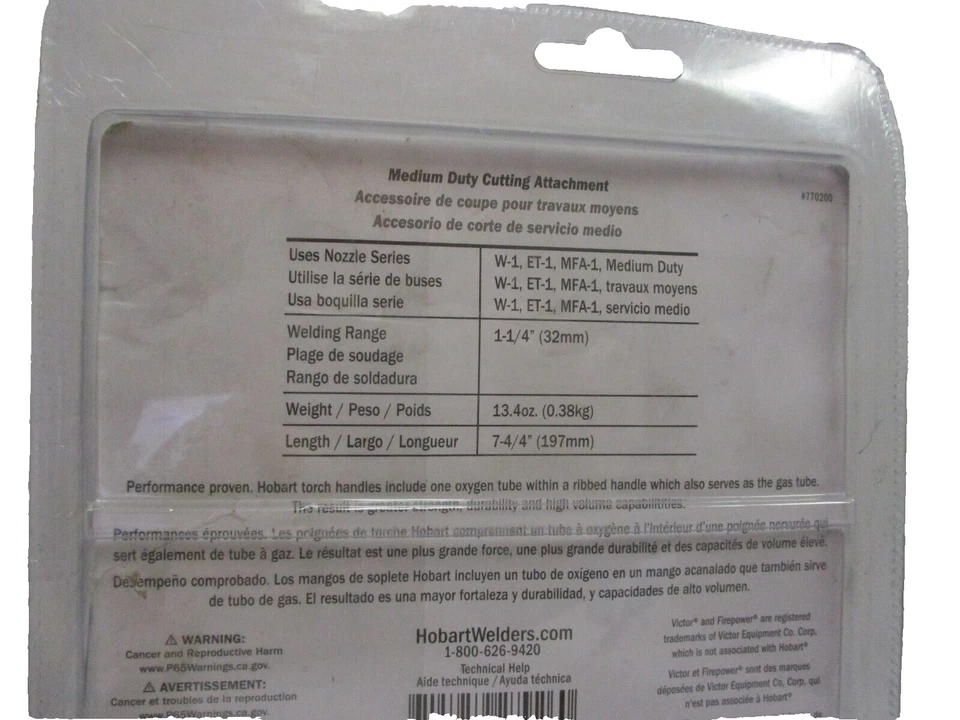 Medium Duty Cutting Attachment
Accessoire de coupe pour travaux moyens
Accesorio de corte de servicio medio
#770200
Uses Nozzle Series
Utilise la série de buses
Usa boquilla serie
W-1, ET-1, MFA-1, Medium Duty
W-1, ET-1, MFA-1, travaux moyens
W-1, ET-1, MFA-1, servicio medio
Welding Range
Plage de soudage
Rango de soldadura
1-1/4" (32mm)
Weight / Peso / Poids
13.4oz. (0.38kg)
Length / Largo / Longueur
7-4/4" (197mm)
Performance proven. Hobart torch handles include one oxygen tube within a ribbed handle which also serves as the gas tube.
The result is greater strength, durability and high volume capabilities.
Performances éprouvées. Les poignées de torche Hobart comprennent un tube à oxygène à l'intérieur d'une poignée nervurée qui
sert également de tube à gaz. Le résultat est une plus grande force, une plus grande durabilité et des capacités de volume élevé.
Desempeño comprobado. Los mangos de soplete Hobart incluyen un tubo de oxígeno en un mango acanalado que también sirve
de tubo de gas. El resultado es una mayor fortaleza y durabilidad, y capacidades de alto volumen.
⚠ WARNING:
Cancer and Reproductive Harm
www.P65Warnings.ca.gov.
⚠ AVERTISSEMENT:
Cancer et troubles de la reproduction
www.P65Warnings.ca.gov.
HobartWelders.com
1-800-626-9420
Technical Help
Aide technique / Ayuda técnica
Victor® and Firepower® are registered
trademarks of Victor Equipment Co. Corp,
which is not associated with Hobart®
Victor et Firepower® sont des marques
déposées de Victor Equipment Co, Corp, qui
n'est pas associée à Hobart®
de